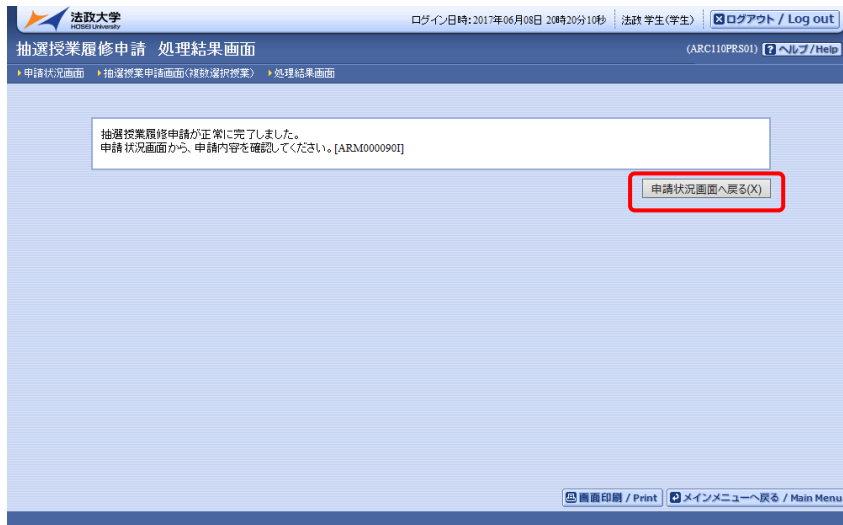 法政大学
HOSEI University
ログイン日時:2017年06月08日 20時20分10秒 法政 学生(学生) ログアウト / Log out
抽選授業履修申請 処理結果画面 (ARC110PRS01) ? ヘルプ/Help
申請状況画面 抽選授業申請画面(複数選択授業) 処理結果画面
抽選授業履修申請が正常に完了しました。
申請状況画面から、申請内容を確認してください。[ARM000090I]
申請状況画面へ戻る(X)
画面印刷 / Print メインメニューへ戻る / Main Menu